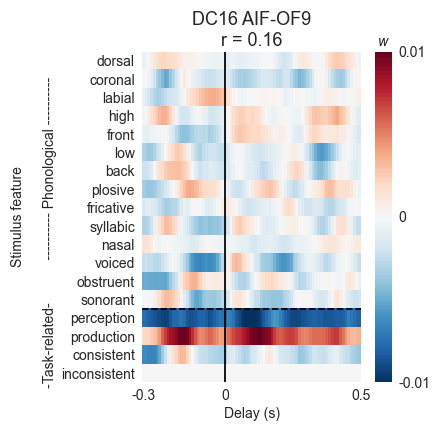 DC16 AIF-OF9
r = 0.16
w
dorsal
coronal
labial
high
front
low
back
plosive
fricative
syllabic
nasal
voiced
obstruent
sonorant
perception
production
consistent
inconsistent
Stimulus feature
-Task-related- ----------- Phonological ----------
0.01
0
-0.01
-0.3 0 0.5
Delay (s)